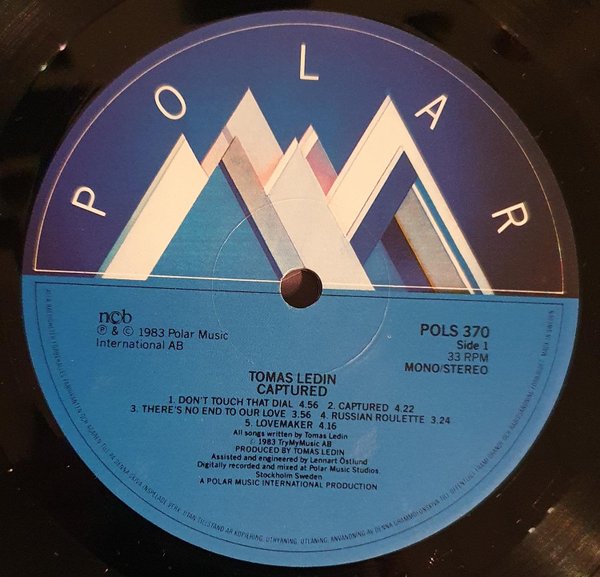 POLAR
ncb
Ⓟ & © 1983 Polar Music
International AB
POLS 370
Side 1
33 RPM
MONO/STEREO
TOMAS LEDIN
CAPTURED
1. DON'T TOUCH THAT DIAL 4.56 2. CAPTURED 4.22
3. THERE'S NO END TO OUR LOVE 3.56 4. RUSSIAN ROULETTE 3.24
5. LOVEMAKER 4.16
All songs written by Tomas Ledin
© 1983 TryMyMusic AB
PRODUCED BY TOMAS LEDIN
Assisted and engineered by Lennart Östlund
Digitally recorded and mixed at Polar Music Studios,
Stockholm Sweden
A POLAR MUSIC INTERNATIONAL PRODUCTION